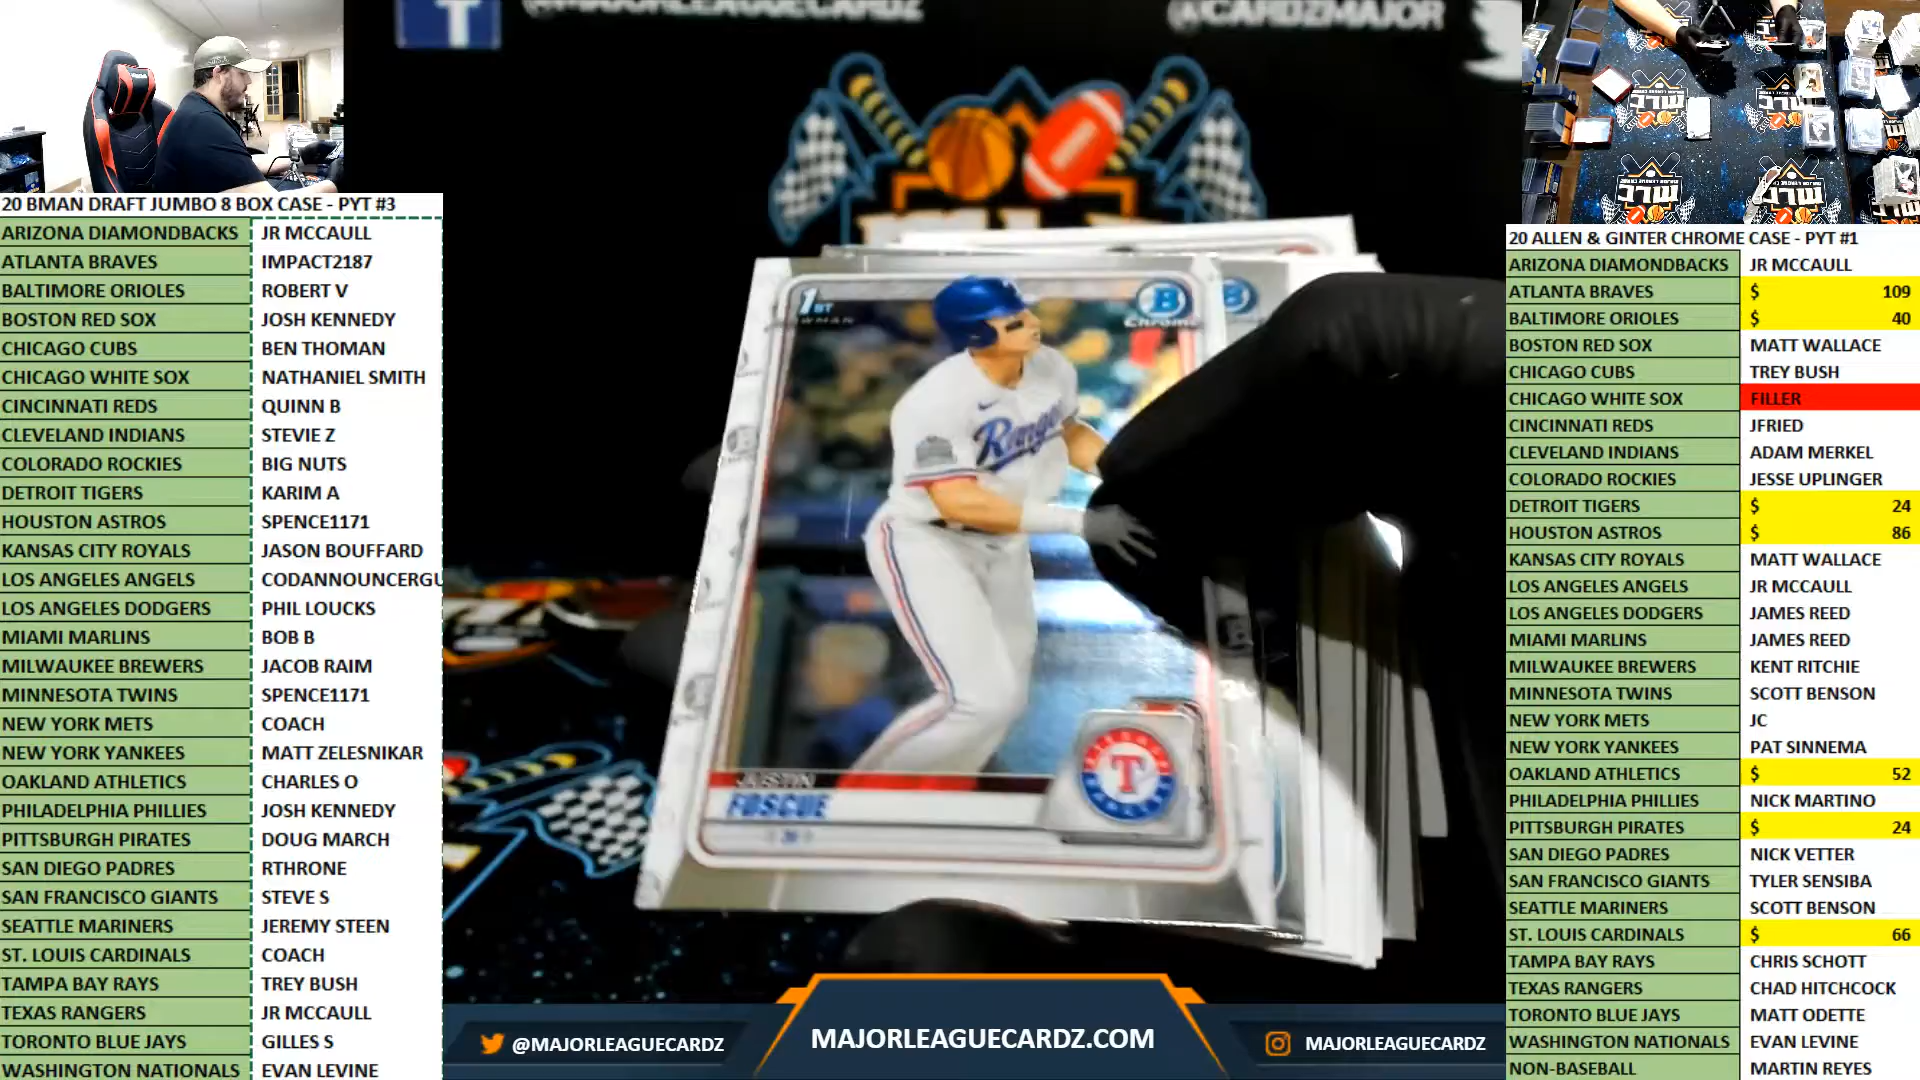 @MAJORLEAGUECARDZ
@CARDZMAJOR
20 BMAN DRAFT JUMBO 8 BOX CASE - PYT #3
ARIZONA DIAMONDBACKS JR MCCAULL
ATLANTA BRAVES IMPACT2187
BALTIMORE ORIOLES ROBERT V
BOSTON RED SOX JOSH KENNEDY
CHICAGO CUBS BEN THOMAN
CHICAGO WHITE SOX NATHANIEL SMITH
CINCINNATI REDS QUINN B
CLEVELAND INDIANS STEVIE Z
COLORADO ROCKIES BIG NUTS
DETROIT TIGERS KARIM A
HOUSTON ASTROS SPENCE1171
KANSAS CITY ROYALS JASON BOUFFARD
LOS ANGELES ANGELS CODANNOUNCERGU
LOS ANGELES DODGERS PHIL LOUCKS
MIAMI MARLINS BOB B
MILWAUKEE BREWERS JACOB RAIM
MINNESOTA TWINS SPENCE1171
NEW YORK METS COACH
NEW YORK YANKEES MATT ZELESNIKAR
OAKLAND ATHLETICS CHARLES O
PHILADELPHIA PHILLIES JOSH KENNEDY
PITTSBURGH PIRATES DOUG MARCH
SAN DIEGO PADRES RTHRONE
SAN FRANCISCO GIANTS STEVE S
SEATTLE MARINERS JEREMY STEEN
ST. LOUIS CARDINALS COACH
TAMPA BAY RAYS TREY BUSH
TEXAS RANGERS JR MCCAULL
TORONTO BLUE JAYS GILLES S
WASHINGTON NATIONALS EVAN LEVINE
1ST
BOWMAN
B
Chrome
Rangers
JUSTIN
FOSCUE
T
@MAJORLEAGUECARDZ
MAJORLEAGUECARDZ.COM
MAJORLEAGUECARDZ
20 ALLEN & GINTER CHROME CASE - PYT #1
ARIZONA DIAMONDBACKS JR MCCAULL
ATLANTA BRAVES $ 109
BALTIMORE ORIOLES $ 40
BOSTON RED SOX MATT WALLACE
CHICAGO CUBS TREY BUSH
CHICAGO WHITE SOX FILLER
CINCINNATI REDS JFRIED
CLEVELAND INDIANS ADAM MERKEL
COLORADO ROCKIES JESSE UPLINGER
DETROIT TIGERS $ 24
HOUSTON ASTROS $ 86
KANSAS CITY ROYALS MATT WALLACE
LOS ANGELES ANGELS JR MCCAULL
LOS ANGELES DODGERS JAMES REED
MIAMI MARLINS JAMES REED
MILWAUKEE BREWERS KENT RITCHIE
MINNESOTA TWINS SCOTT BENSON
NEW YORK METS JC
NEW YORK YANKEES PAT SINNEMA
OAKLAND ATHLETICS $ 52
PHILADELPHIA PHILLIES NICK MARTINO
PITTSBURGH PIRATES $ 24
SAN DIEGO PADRES NICK VETTER
SAN FRANCISCO GIANTS TYLER SENSIBA
SEATTLE MARINERS SCOTT BENSON
ST. LOUIS CARDINALS $ 66
TAMPA BAY RAYS CHRIS SCHOTT
TEXAS RANGERS CHAD HITCHCOCK
TORONTO BLUE JAYS MATT ODETTE
WASHINGTON NATIONALS EVAN LEVINE
NON-BASEBALL MARTIN REYES